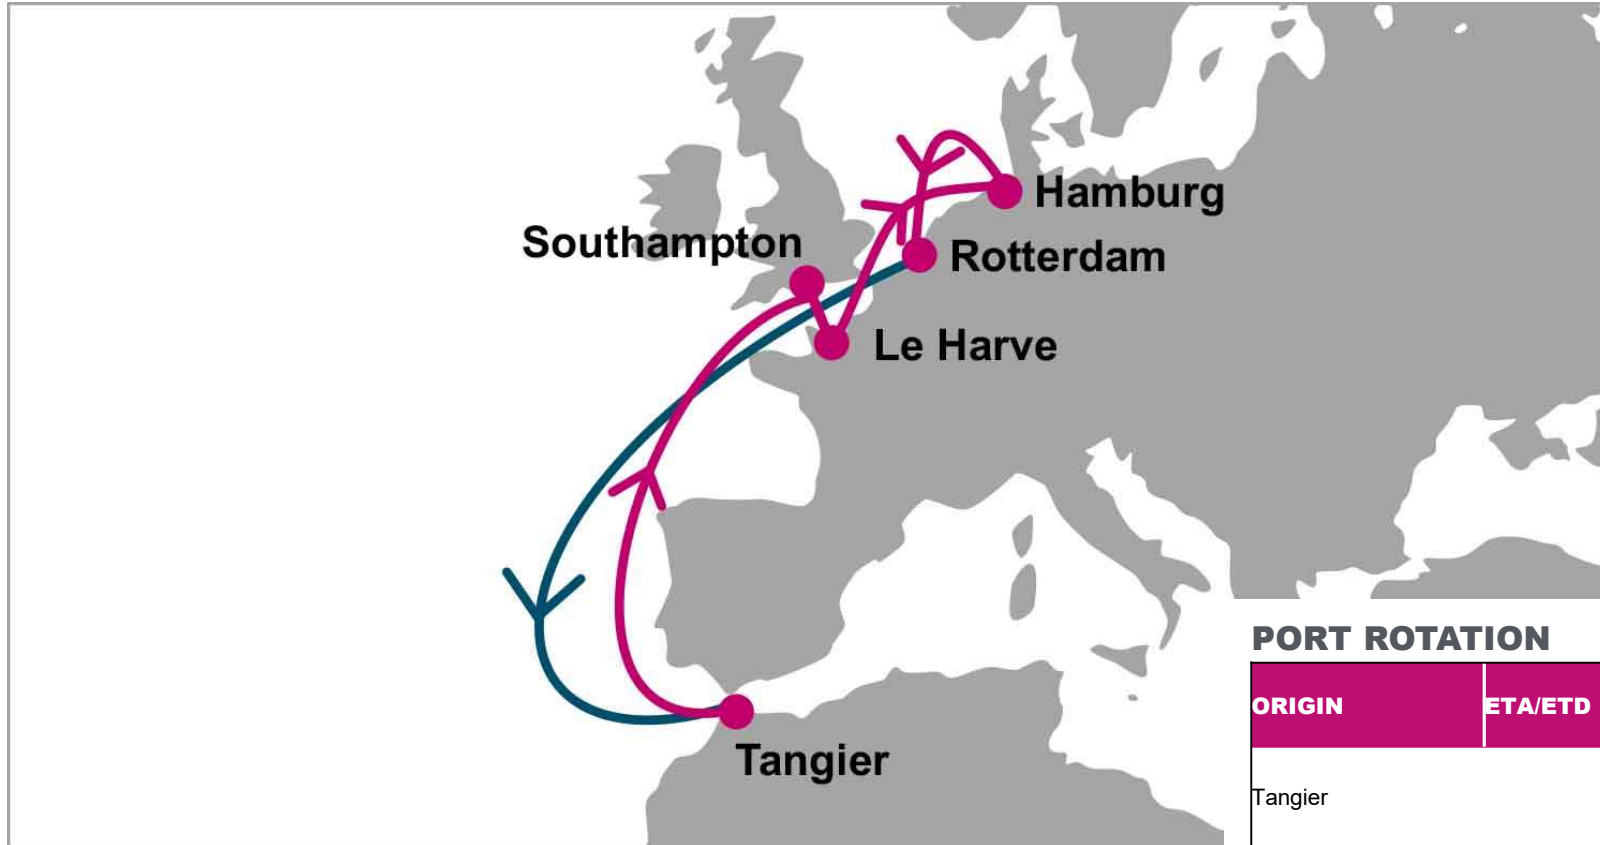 Hamburg
Southampton
Rotterdam
Le Harve
Tangier
PORT ROTATION
ORIGIN ETA/ETD
Tangier